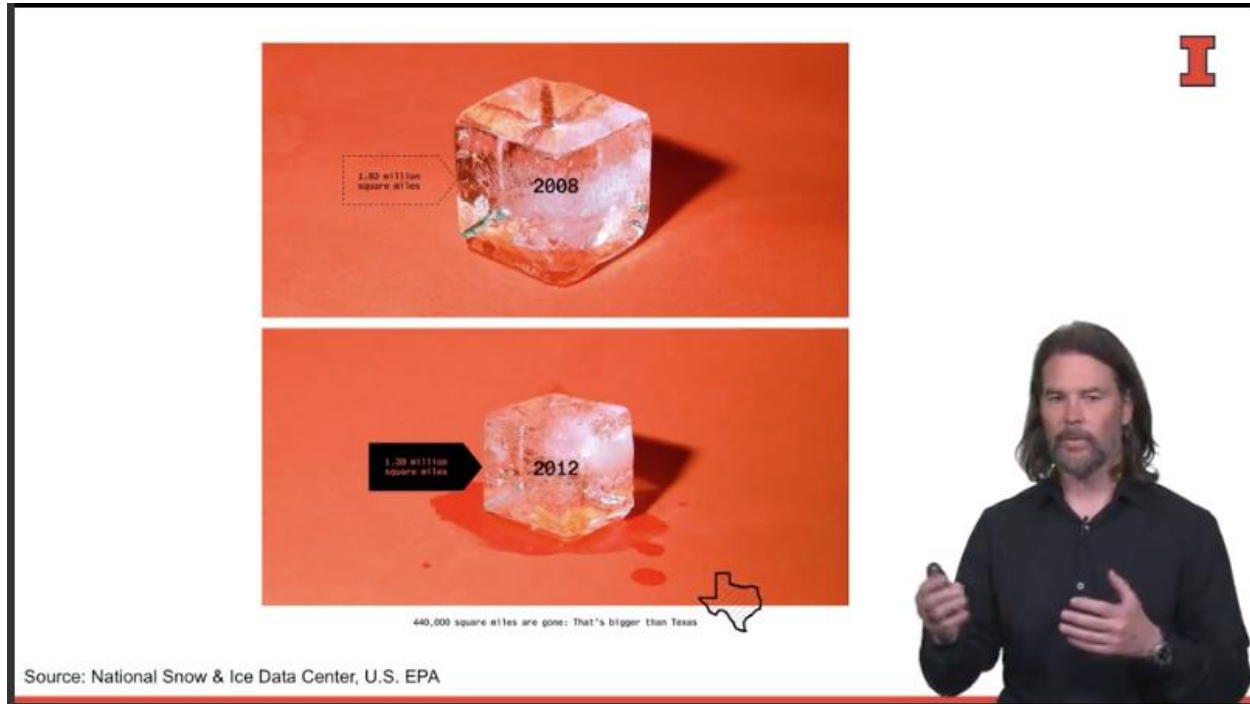 I
1.83 million
square miles
2008
1.39 million
square miles
2012
440,000 square miles are gone: That's bigger than Texas
Source: National Snow & Ice Data Center, U.S. EPA